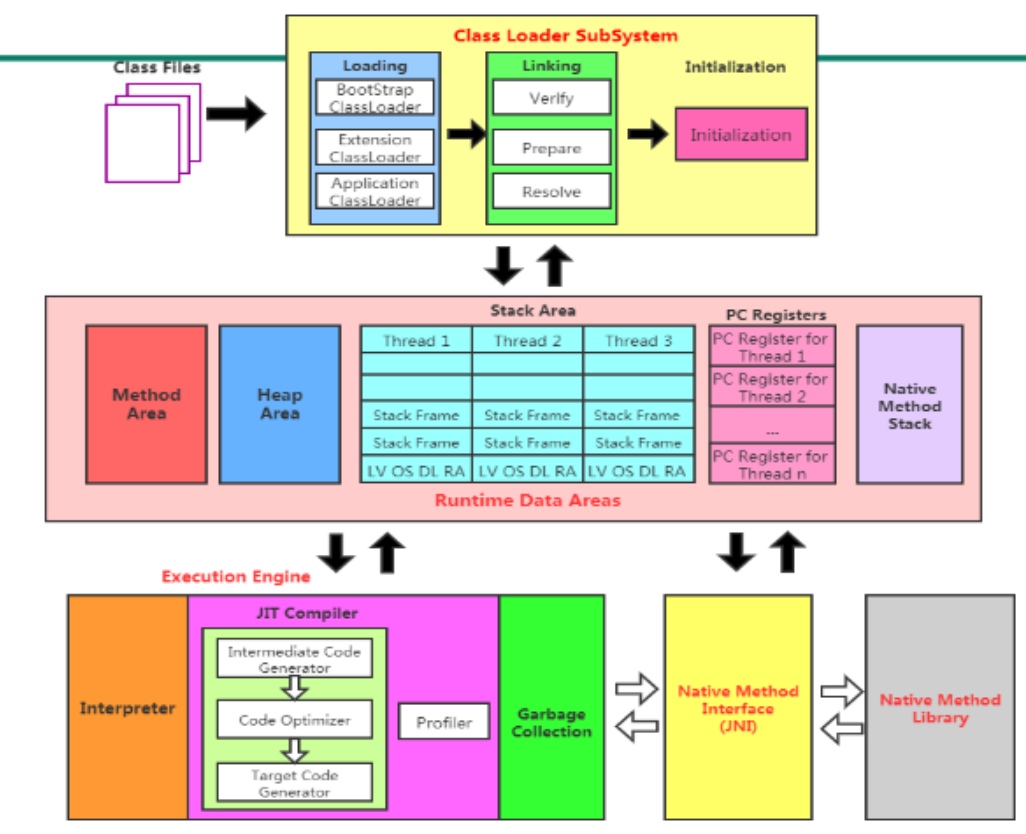 Class Loader SubSystem
Class Files
Loading
Linking
Initialization
BootStrap
ClassLoader
Extension
ClassLoader
Application
ClassLoader
Verify
Prepare
Resolve
Initialization
Stack Area
PC Registers
Method
Area
Heap
Area
Thread 1
Thread 2
Thread 3
Stack Frame
Stack Frame
Stack Frame
Stack Frame
Stack Frame
Stack Frame
LV OS DL RA
LV OS DL RA
LV OS DL RA
PC Register for
Thread 1
PC Register for
Thread 2
...
PC Register for
Thread n
Native
Method
Stack
Runtime Data Areas
Execution Engine
Interpreter
JIT Compiler
Intermediate Code
Generator
Code Optimizer
Target Code
Generator
Profiler
Garbage
Collection
Native Method
Interface
(JNI)
Native Method
Library